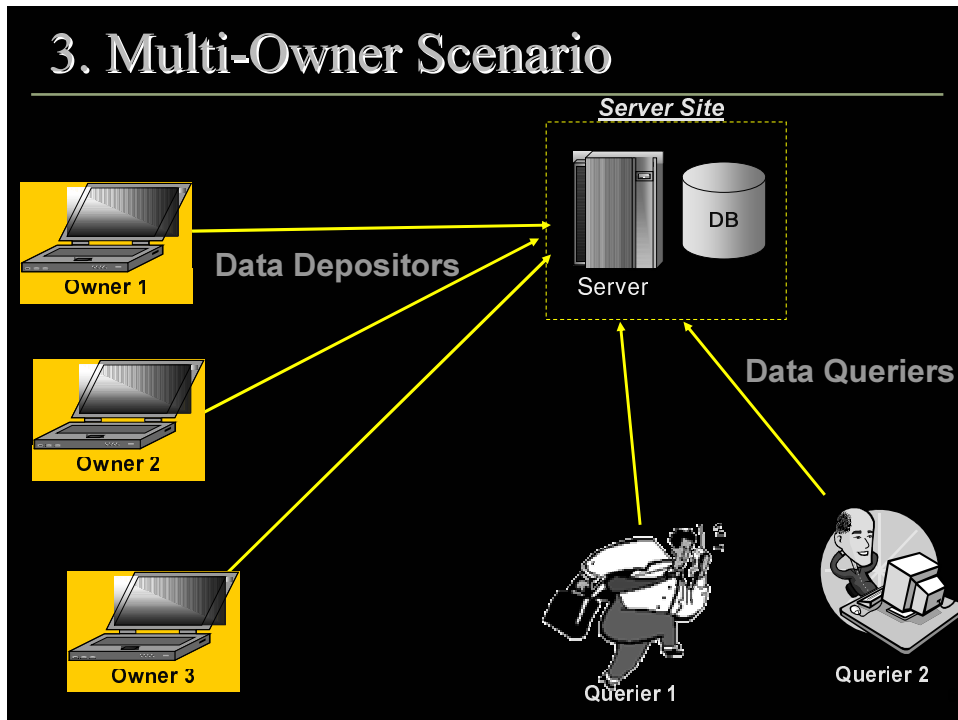 3. Multi-Owner Scenario
Server Site
DB
Server
Owner 1
Data Depositors
Owner 2
Data Queriers
Owner 3
Querier 1
Querier 2